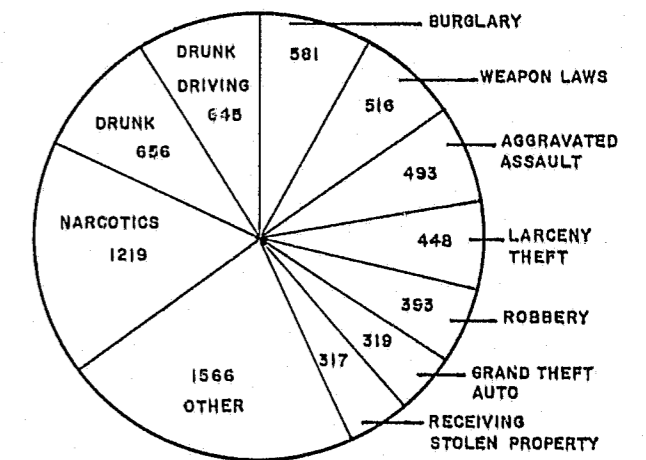 BURGLARY
581
WEAPON LAWS
516
AGGRAVATED
ASSAULT
493
LARCENY
THEFT
448
ROBBERY
393
GRAND THEFT
AUTO
319
RECEIVING
STOLEN PROPERTY
317
1566
OTHER
NARCOTICS
1219
DRUNK
656
DRUNK
DRIVING
645